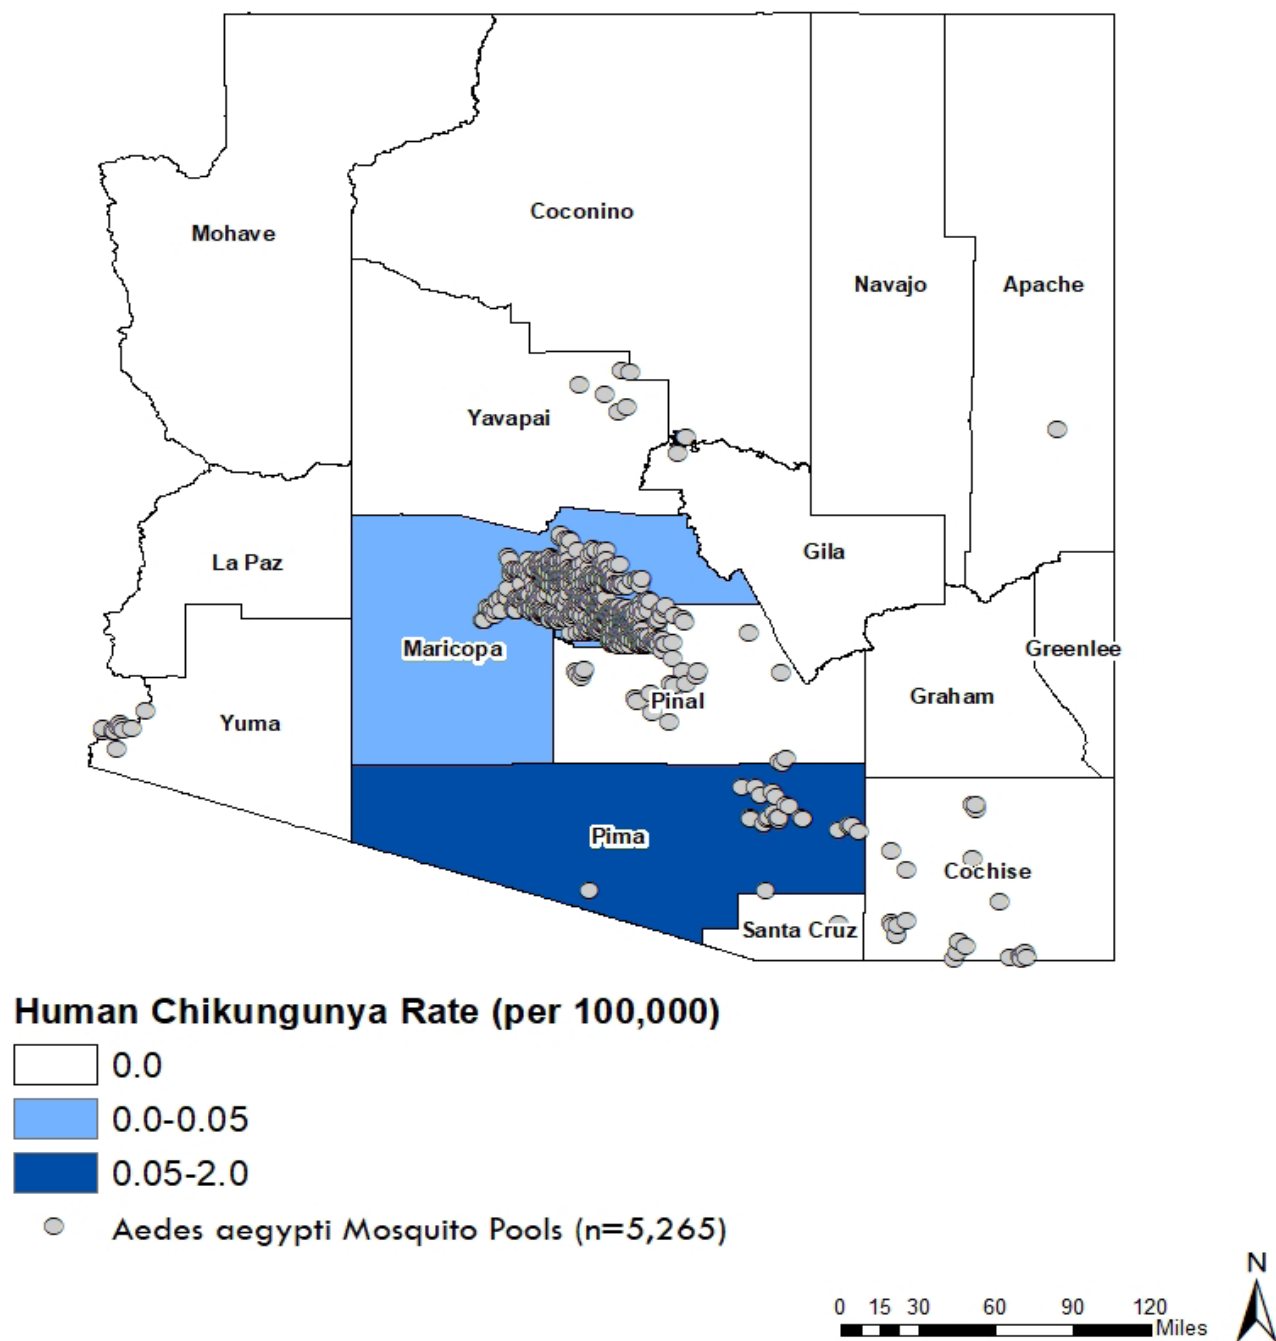 Coconino
Mohave
Navajo
Apache
Yavapai
Gila
La Paz
Maricopa
Greenlee
Graham
Pinal
Yuma
Pima
Cochise
Santa Cruz
Human Chikungunya Rate (per 100,000)
0.0
0.0-0.05
0.05-2.0
Aedes aegypti Mosquito Pools (n=5,265)
N
0 15 30 60 90 120
Miles